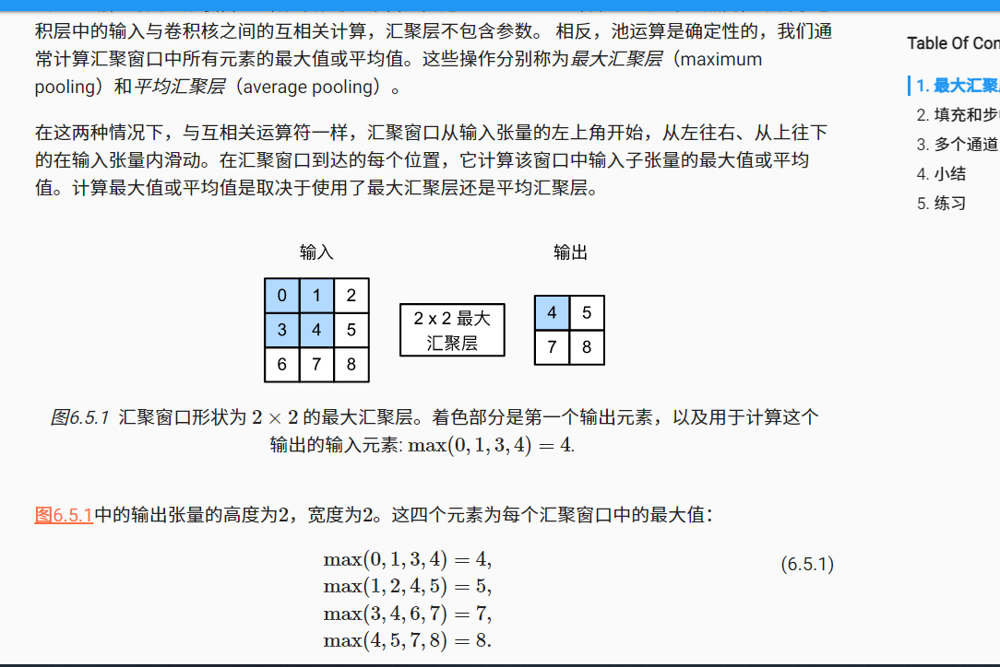 积层中的输入与卷积核之间的互相关计算，汇聚层不包含参数。 相反，池运算是确定性的，我们通
常计算汇聚窗口中所有元素的最大值或平均值。这些操作分别称为最大汇聚层（maximum
pooling）和平均汇聚层（average pooling）。
在这两种情况下，与互相关运算符一样，汇聚窗口从输入张量的左上角开始，从左往右、从上往下
的在输入张量内滑动。在汇聚窗口到达的每个位置，它计算该窗口中输入子张量的最大值或平均
值。计算最大值或平均值是取决于使用了最大汇聚层还是平均汇聚层。
输入
0 1 2
3 4 5
6 7 8
2 x 2 最大
汇聚层
输出
4 5
7 8
图6.5.1 汇聚窗口形状为 2 × 2 的最大汇聚层。着色部分是第一个输出元素，以及用于计算这个
输出的输入元素: max(0, 1, 3, 4) = 4.
图6.5.1中的输出张量的高度为2，宽度为2。这四个元素为每个汇聚窗口中的最大值：
max(0, 1, 3, 4) = 4,
max(1, 2, 4, 5) = 5,
max(3, 4, 6, 7) = 7,
max(4, 5, 7, 8) = 8.
(6.5.1)
Table Of Con
1. 最大汇聚
2. 填充和步
3. 多个通道
4. 小结
5. 练习